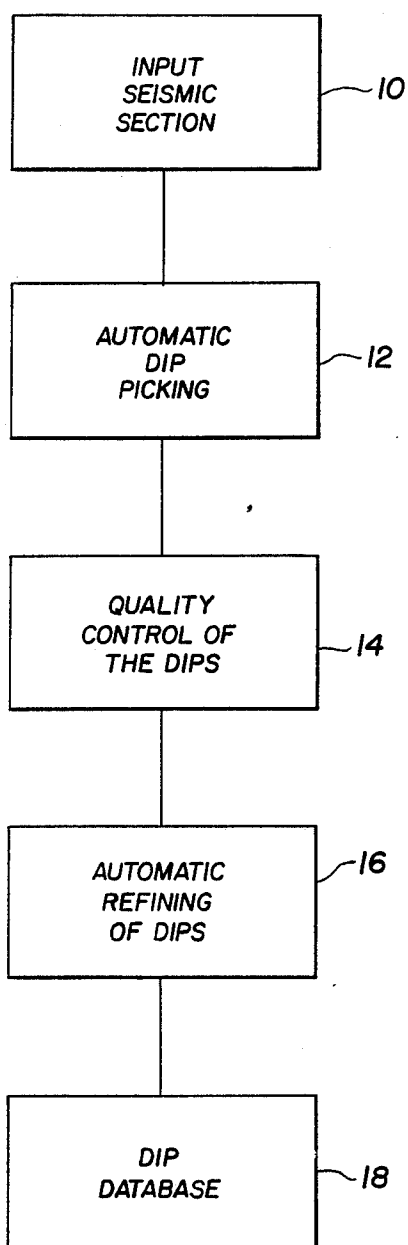 INPUT
SEISMIC
SECTION
10
AUTOMATIC
DIP
PICKING
12
QUALITY
CONTROL OF
THE DIPS
14
AUTOMATIC
REFINING
OF DIPS
16
DIP
DATABASE
18